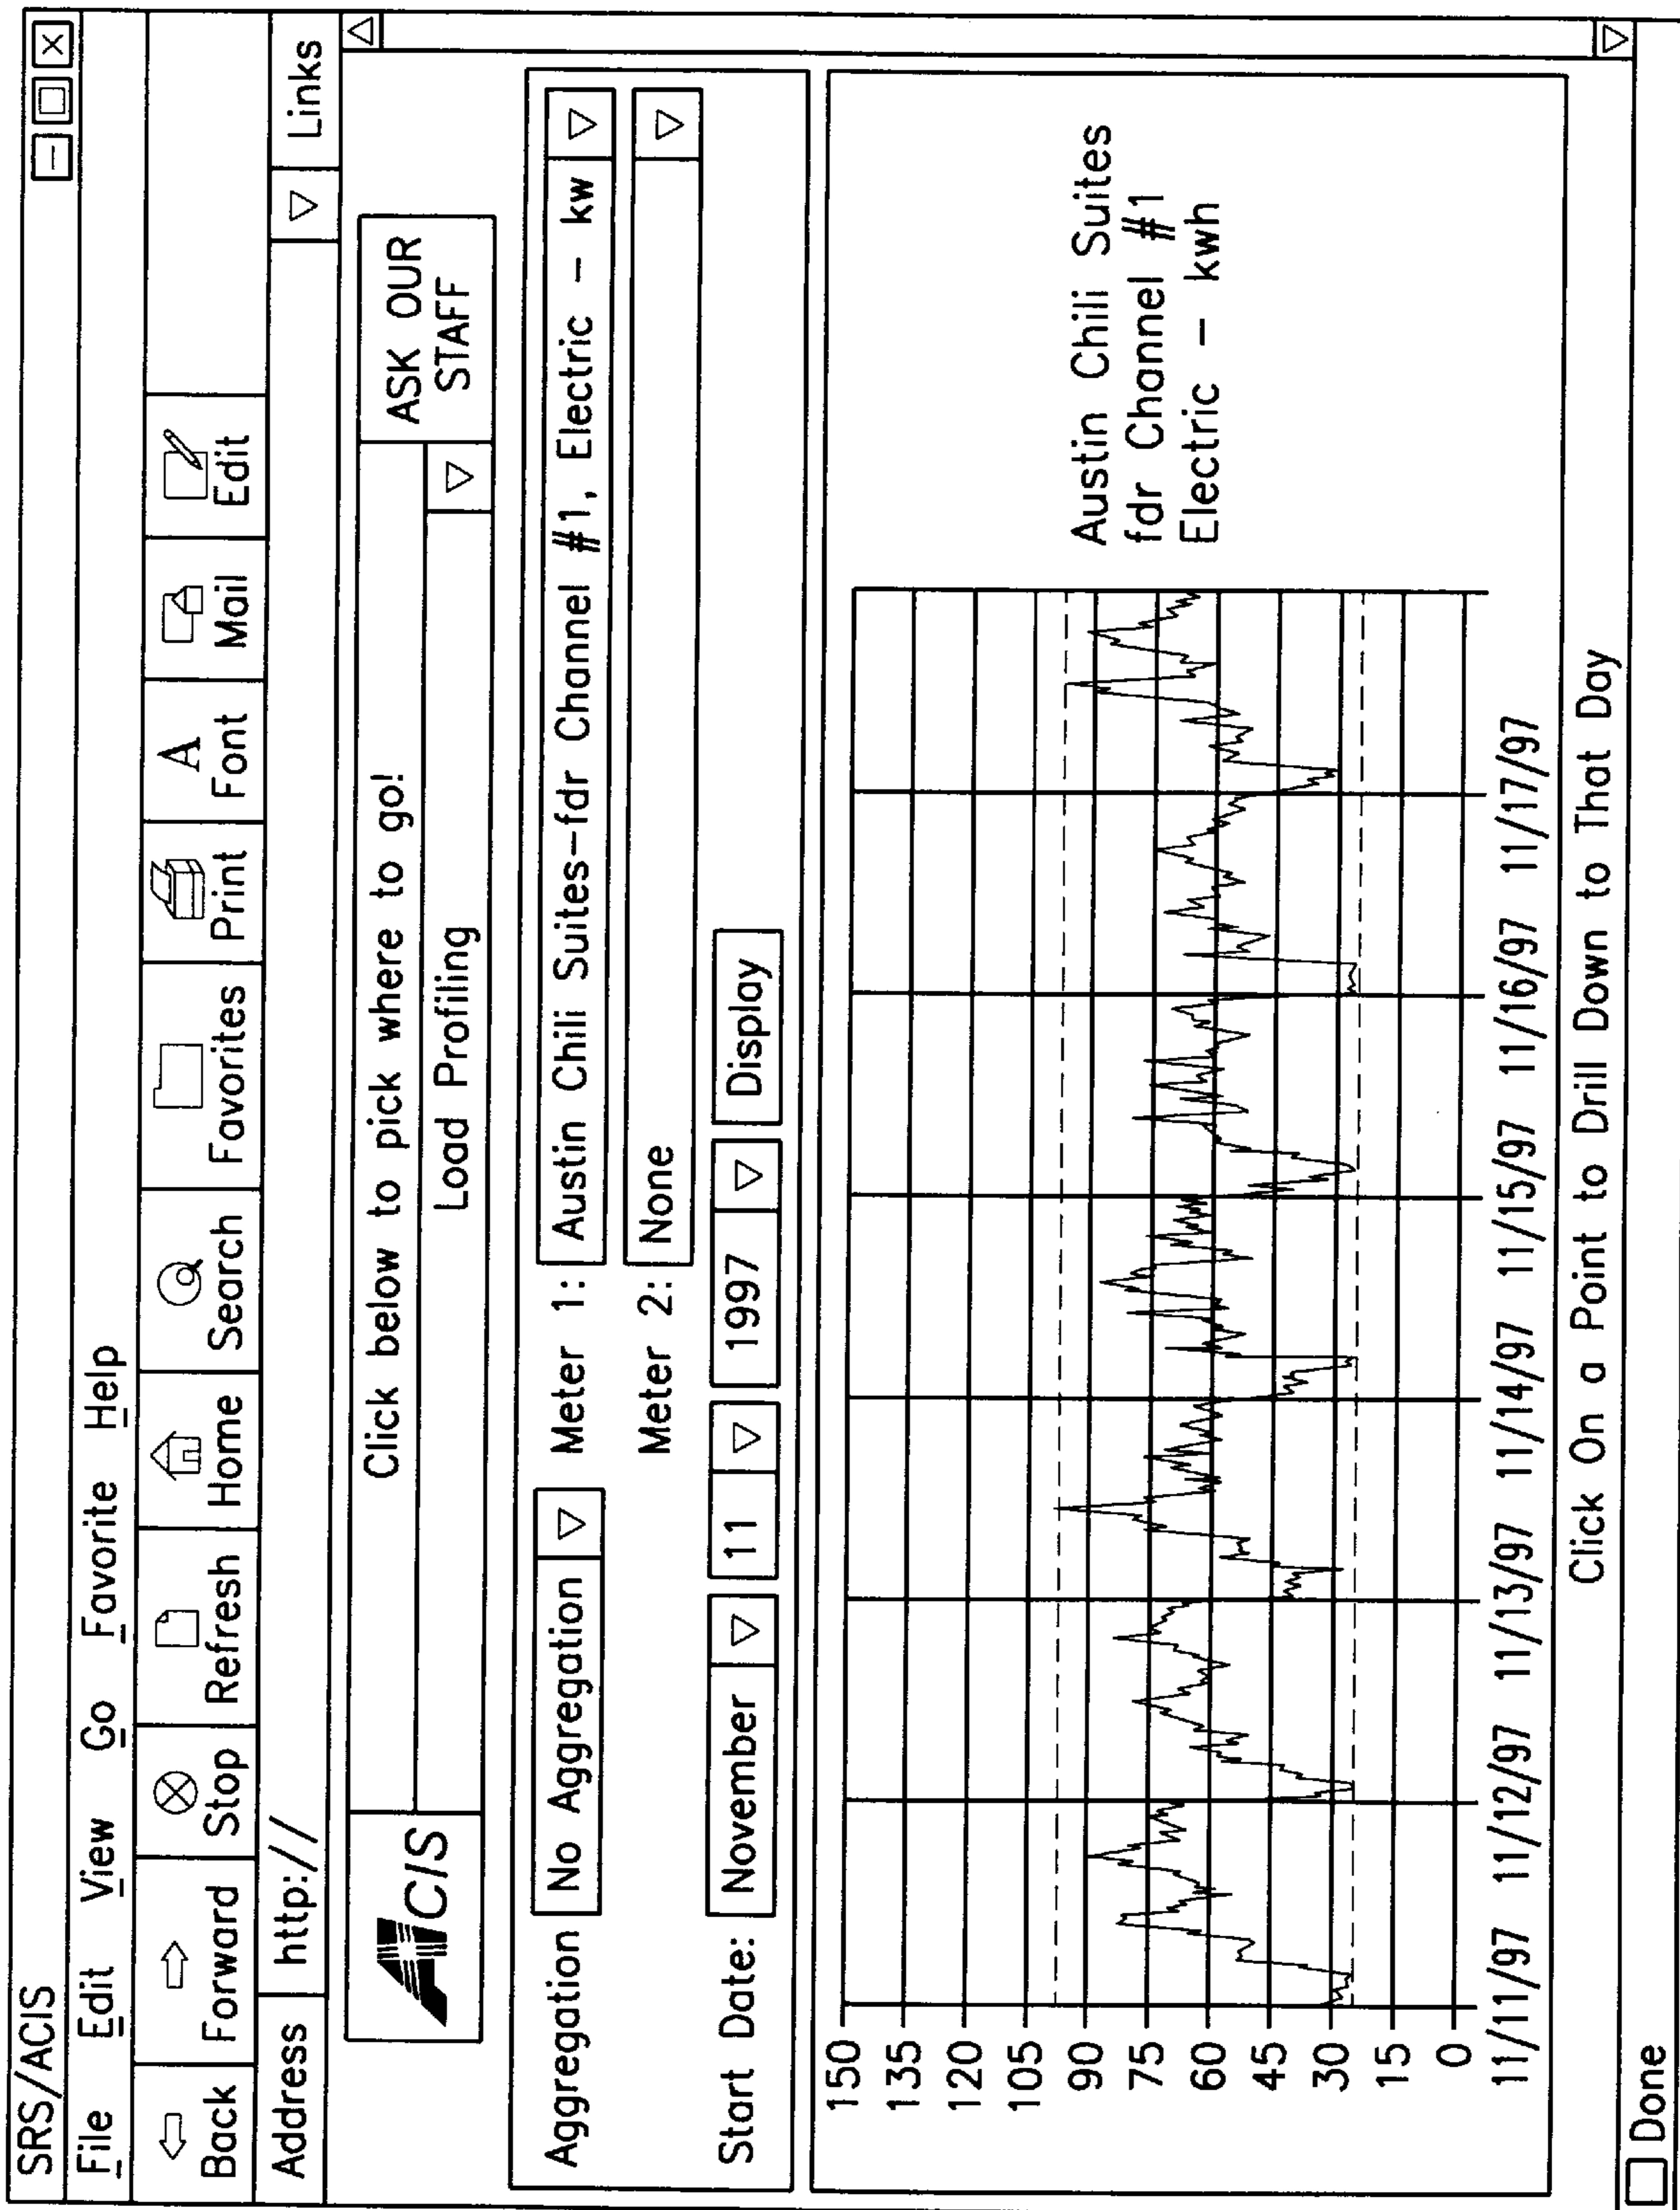 SRS/ACIS
File Edit View Go Favorite Help
Back Forward Stop Refresh Home Search Favorites Print Font Mail Edit
Address http:// Links
ACIS
Click below to pick where to go!
Load Profiling
ASK OUR
STAFF
Aggregation No Aggregation Meter 1: Austin Chili Suites-fdr Channel #1, Electric - kw
Meter 2: None
Start Date: November 11 1997 Display
150
135
120
105
90
75
60
45
30
15
0
11/11/97 11/12/97 11/13/97 11/14/97 11/15/97 11/16/97 11/17/97
Austin Chili Suites
fdr Channel #1
Electric - kwh
Click On a Point to Drill Down to That Day
Done